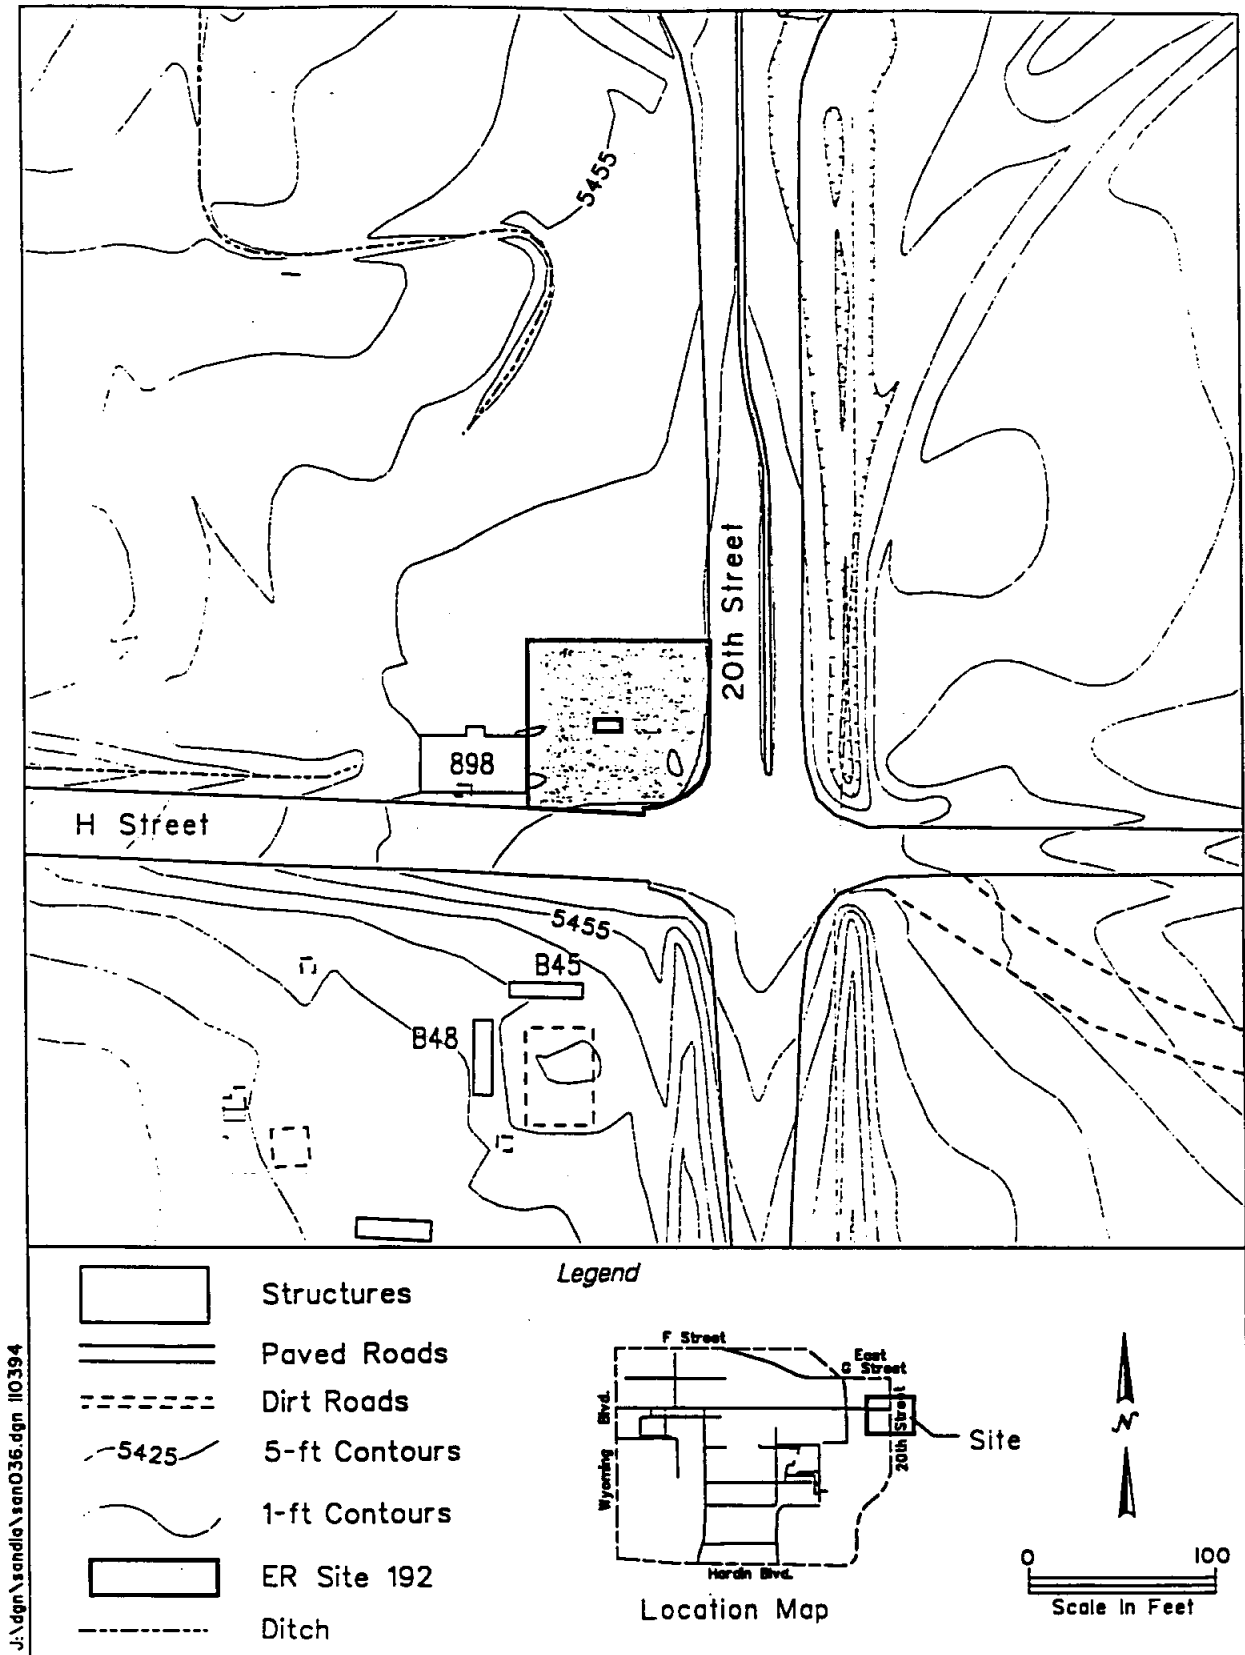 5455
20th Street
898
H Street
5455
B45
B48
Legend
Structures
Paved Roads
Dirt Roads
5425
5-ft Contours
1-ft Contours
ER Site 192
Ditch
F Street
East
G Street
Blvd.
Wyoming
20th Street
Site
Hardin Blvd.
Location Map
N
0 100
Scale In Feet
J:\dgn\sandia\san036.dgn 110394